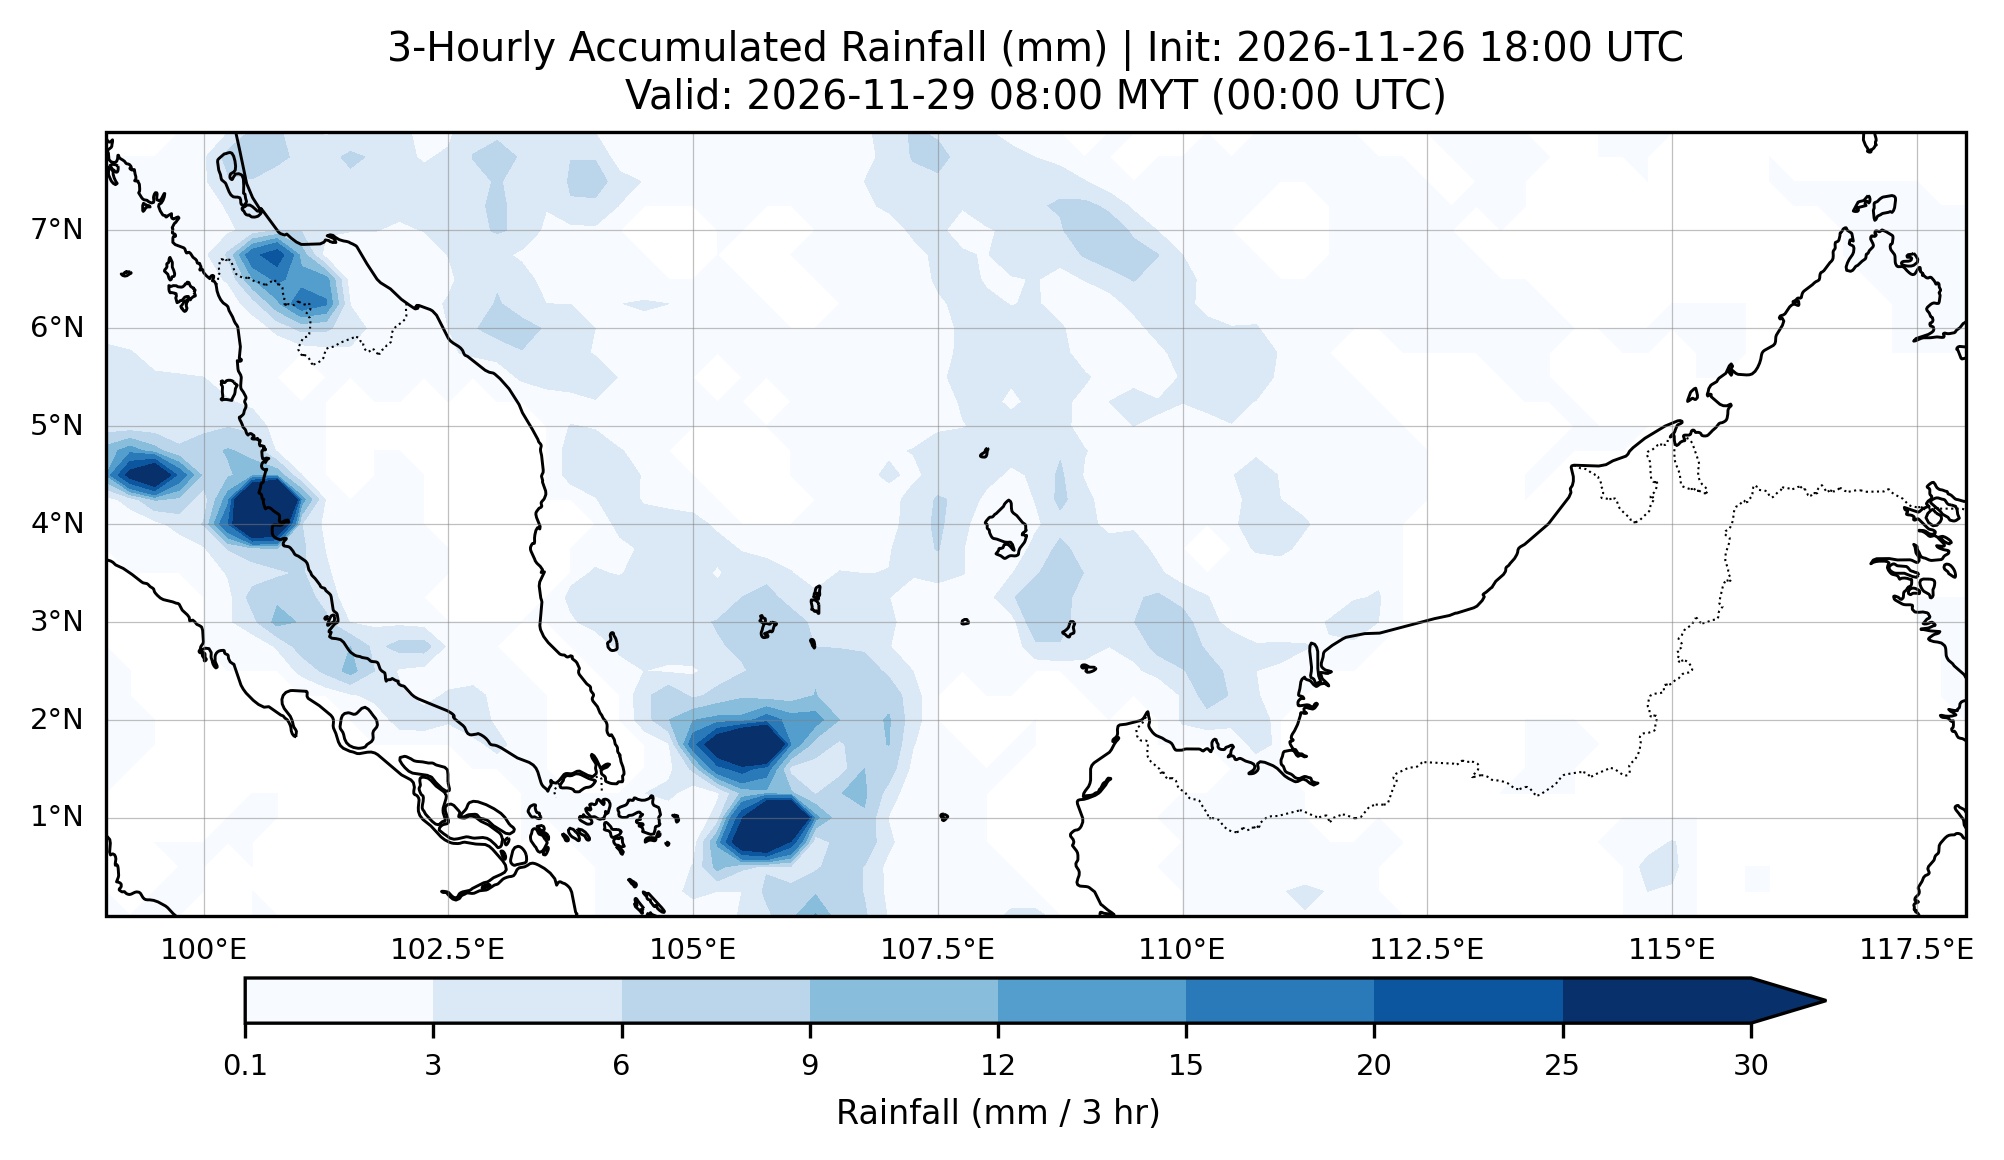 3-Hourly Accumulated Rainfall (mm) | Init: 2026-11-26 18:00 UTC
Valid: 2026-11-29 08:00 MYT (00:00 UTC)
7°N
6°N
5°N
4°N
3°N
2°N
1°N
100°E 102.5°E 105°E 107.5°E 110°E 112.5°E 115°E 117.5°E
0.1 3 6 9 12 15 20 25 30
Rainfall (mm / 3 hr)